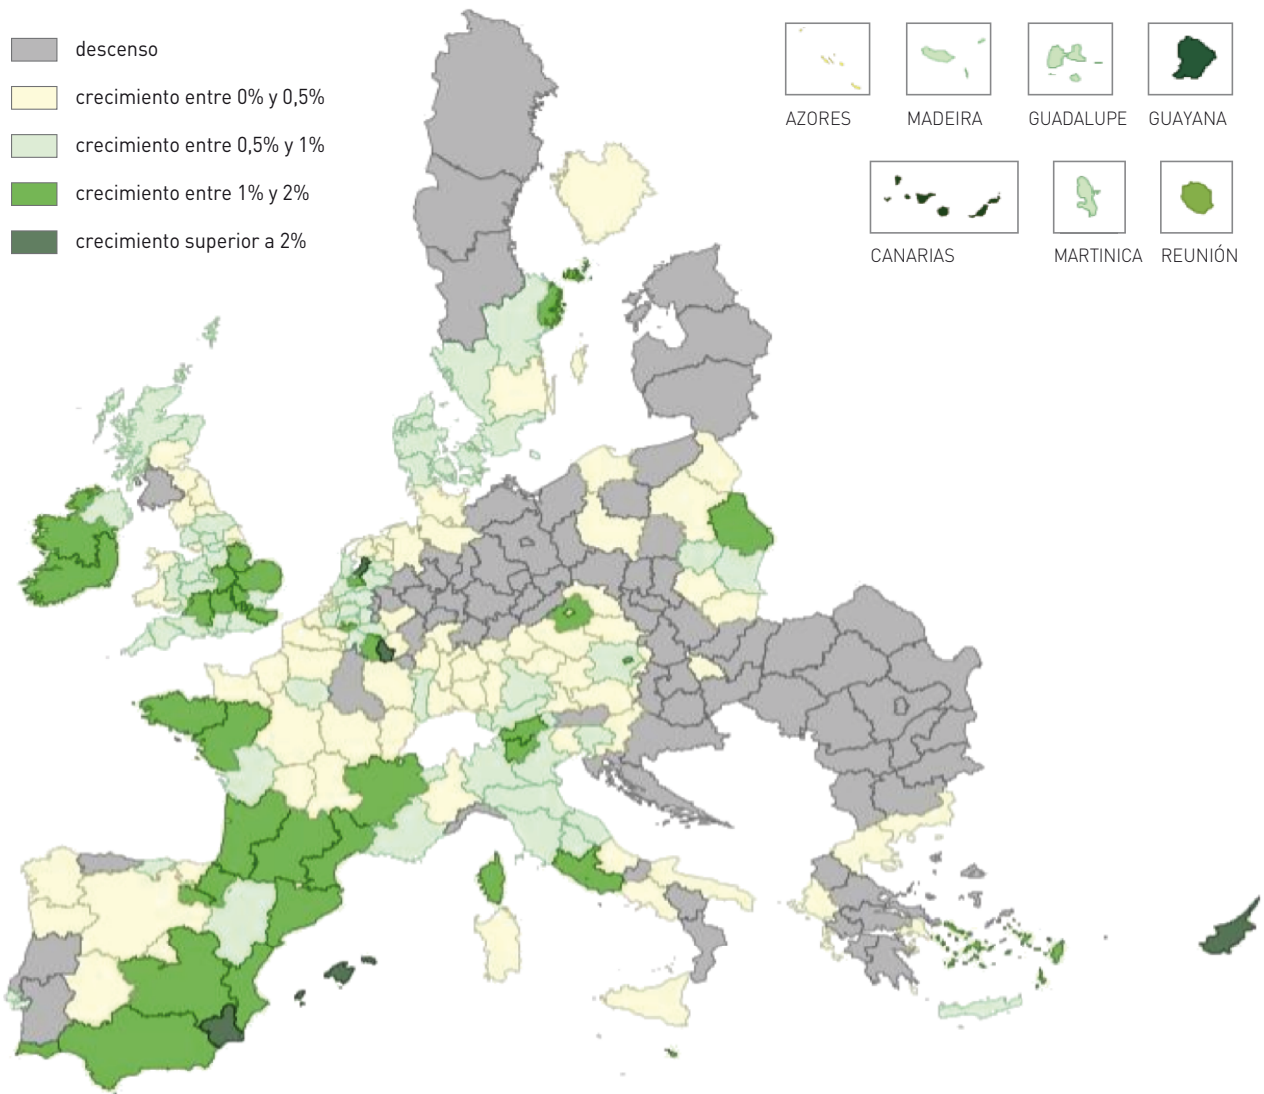 descenso
crecimiento entre 0% y 0,5%
crecimiento entre 0,5% y 1%
crecimiento entre 1% y 2%
crecimiento superior a 2%
AZORES
MADEIRA
GUADALUPE
GUAYANA
CANARIAS
MARTINICA
REUNIÓN